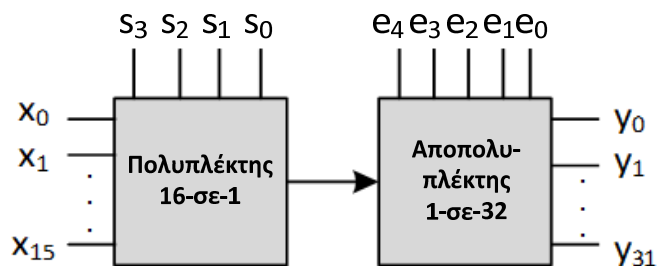 s₃ s₂ s₁ s₀
e₄ e₃ e₂ e₁ e₀
x₀
x₁
x₁₅
Πολυπλέκτης
16-σε-1
Αποπολυ-
πλέκτης
1-σε-32
y₀
y₁
y₃₁